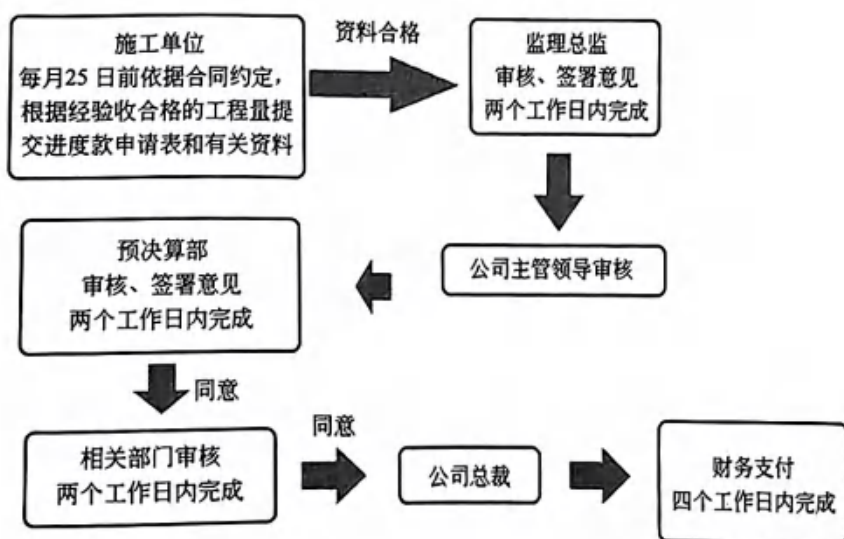 施工单位
每月25日前依据合同约定，
根据经验收合格的工程量提
交进度款申请表和有关资料
资料合格
监理总监
审核、签署意见
两个工作日内完成
公司主管领导审核
预决算部
审核、签署意见
两个工作日内完成
同意
相关部门审核
两个工作日内完成
同意
公司总裁
财务支付
四个工作日内完成